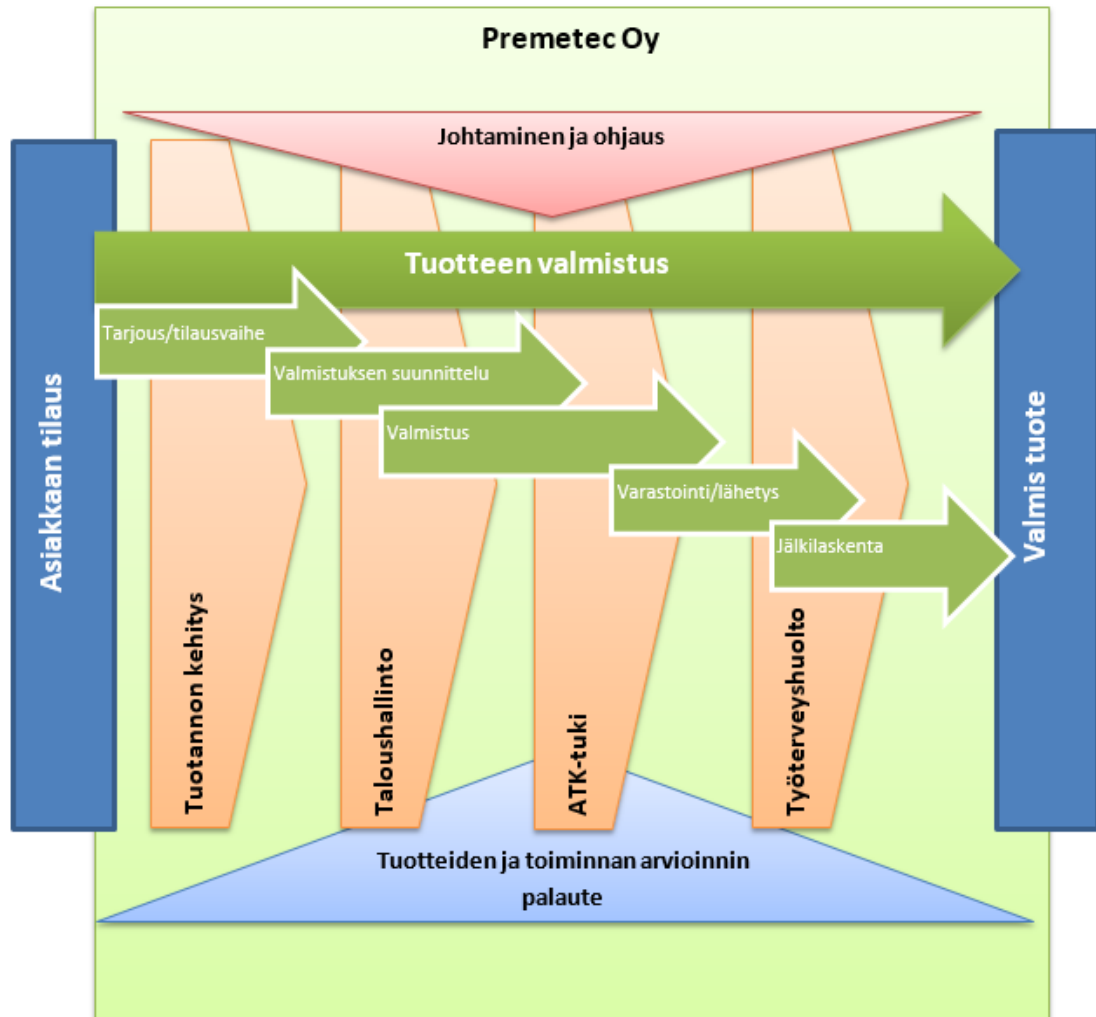 Premetec Oy
Johtaminen ja ohjaus
Tuotteen valmistus
Tarjous/tilausvaihe
Valmistuksen suunnittelu
Valmistus
Varastointi/lähetys
Jälkilaskenta
Asiakkaan tilaus
Valmis tuote
Tuotannon kehitys
Taloushallinto
ATK-tuki
Työterveyshuolto
Tuotteiden ja toiminnan arvioinnin
palaute